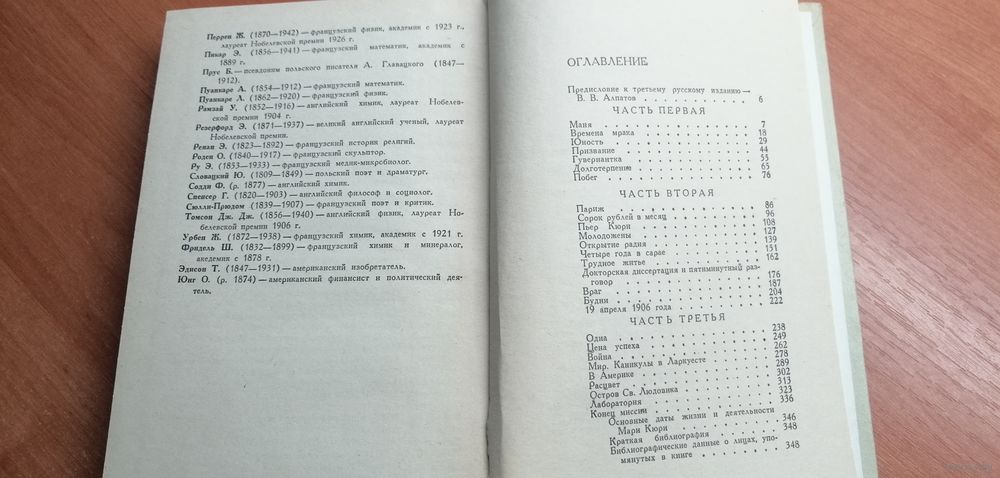 Перрен Ж. (1870—1942) — французский физик, академик с 1923 г.,
лауреат Нобелевской премии 1926 г.
Пикар Э. (1856—1941) — французский математик, академик с
1889 г.
Прус Б. — псевдоним польского писателя А. Главацкого (1847—
1912).
Пуанкаре А. (1854—1912) — французский математик.
Пуанкаре Л. (1862—1920) — французский физик.
Рамзай У. (1852—1916) — английский химик, лауреат Нобелев-
ской премии 1904 г.
Резерфорд Э. (1871—1937) — великий английский ученый, лауреат
Нобелевской премии.
Ренан Э. (1823—1892) — французский историк религий.
Роден О. (1840—1917) — французский скульптор.
Ру Э. (1853—1933) — французский медик-микробиолог.
Словацкий Ю. (1809—1849) — польский поэт и драматург.
Содди Ф. (р. 1877) — английский химик.
Спенсер Г. (1820—1903) — английский философ и социолог.
Сюлли-Прюдом (1839—1907) — французский поэт и критик.
Томсон Дж. Дж. (1856—1940) — английский физик, лауреат Но-
белевской премии 1906 г.
Урбен Ж. (1872—1938) — французский химик, академик с 1921 г.
Фридель Ш. (1832—1899) — французский химик и минералог,
академик с 1878 г.
Эдисон Т. (1847—1931) — американский изобретатель.
Юнг О. (р. 1874) — американский финансист и политический дея-
тель.
ОГЛАВЛЕНИЕ
Предисловие к третьему русскому изданию —
В. В. Алпатов . . . . . . . . . . 6
ЧАСТЬ ПЕРВАЯ
Маня . . . . . . . . . . 7
Времена мрака . . . . . . . . . . 18
Юность . . . . . . . . . . 29
Призвание . . . . . . . . . . 44
Гувернантка . . . . . . . . . . 55
Долготерпение . . . . . . . . . . 65
Побег . . . . . . . . . . 76
ЧАСТЬ ВТОРАЯ
Париж . . . . . . . . . . 86
Сорок рублей в месяц . . . . . . . . 96
Пьер Кюри . . . . . . . . . . 108
Молодожены . . . . . . . . . . 127
Открытие радия . . . . . . . . . . 139
Четыре года в сарае . . . . . . . . 151
Трудное житье . . . . . . . . . . 162
Докторская диссертация и пятиминутный раз-
говор . . . . . . . . . . 176
Враг . . . . . . . . . . 187
Будни . . . . . . . . . . 204
19 апреля 1906 года . . . . . . . . 222
ЧАСТЬ ТРЕТЬЯ
Одна . . . . . . . . . . 238
Цена успеха . . . . . . . . . . 249
Война . . . . . . . . . . 262
Мир. Каникулы в Ларкуесте . . . . . . 278
В Америке . . . . . . . . . . 289
Расцвет . . . . . . . . . . 302
Остров Св. Людовика . . . . . . . . 313
Лаборатория . . . . . . . . . . 323
Конец миссии . . . . . . . . . . 336
Основные даты жизни и деятельности
Мари Кюри . . . . . . . . . . 346
Краткая библиография . . . . . . . . 348
Библиографические данные о лицах, упо-
мянутых в книге . . . . . . . . 348